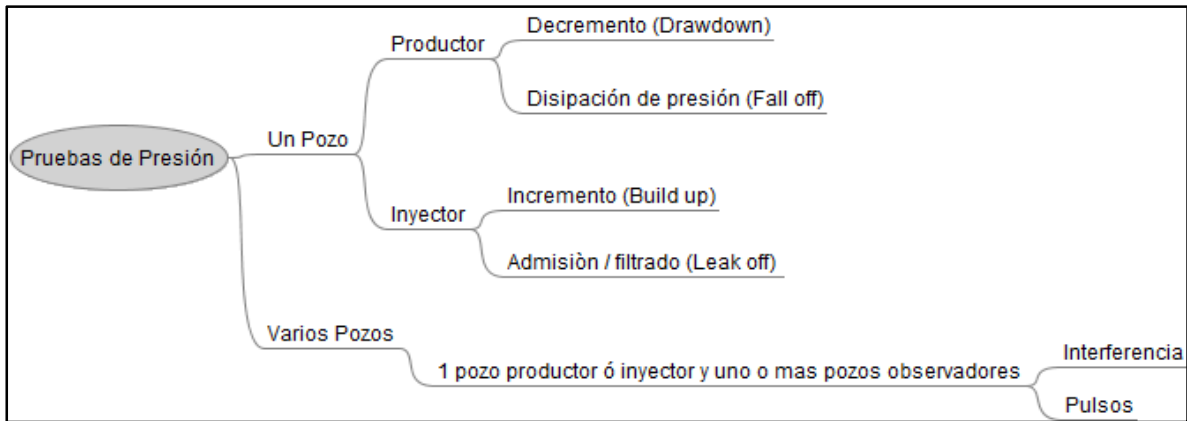 Decremento (Drawdown)
Productor
Disipación de presión (Fall off)
Pruebas de Presión
Un Pozo
Incremento (Build up)
Inyector
Admisiòn / filtrado (Leak off)
Varios Pozos
1 pozo productor ó inyector y uno o mas pozos observadores
Interferencia
Pulsos